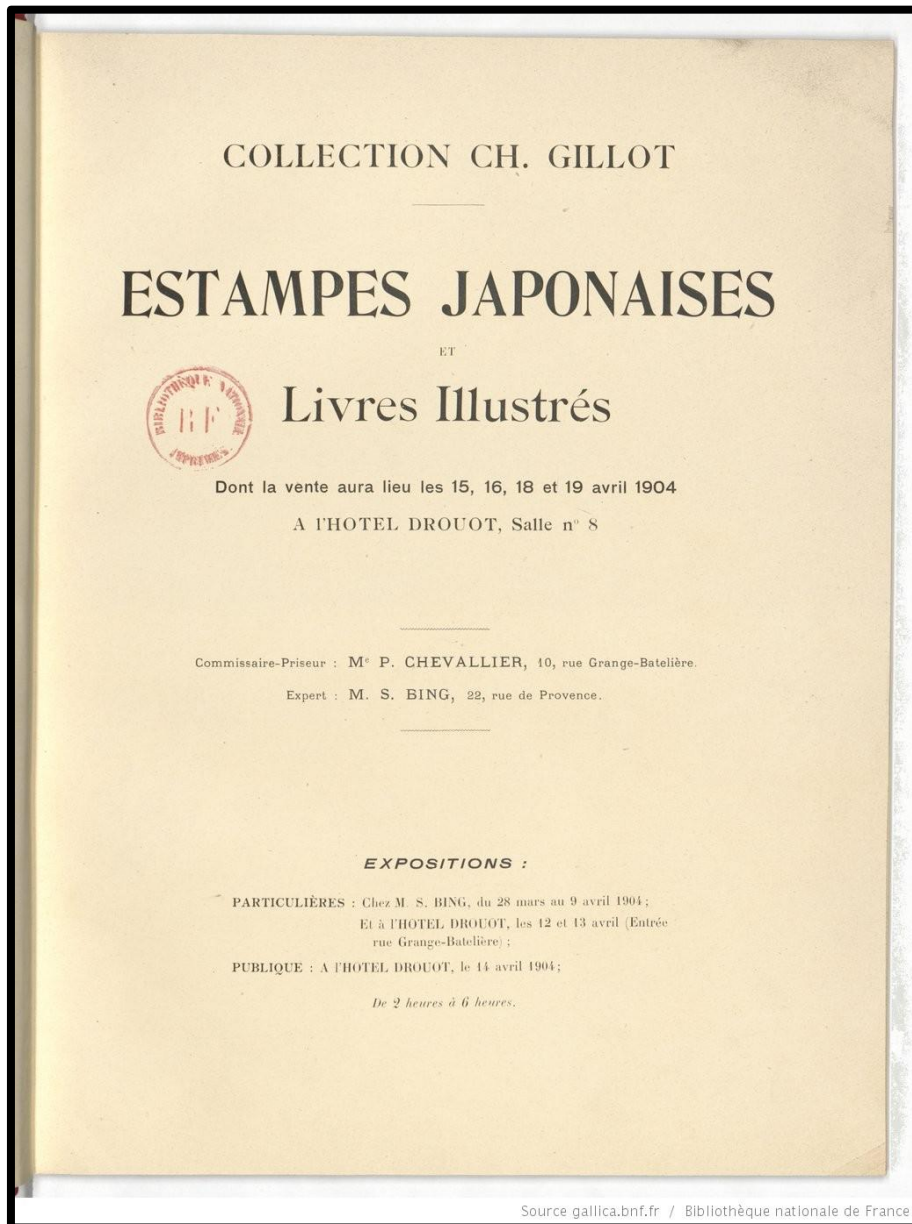 COLLECTION CH. GILLOT
ESTAMPES JAPONAISES
ET
Livres Illustrés
BIBLIOTHÈQUE NATIONALE
R F
IMPRIMÉS
Dont la vente aura lieu les 15, 16, 18 et 19 avril 1904
A l'HOTEL DROUOT, Salle n° 8
Commissaire-Priseur : Me P. CHEVALLIER, 10, rue Grange-Batelière.
Expert : M. S. BING, 22, rue de Provence.
EXPOSITIONS :
PARTICULIÈRES : Chez M. S. BING, du 28 mars au 9 avril 1904 ;
Et à l'HOTEL DROUOT, les 12 et 13 avril (Entrée
rue Grange-Batelière) ;
PUBLIQUE : A l'HOTEL DROUOT, le 14 avril 1904 ;
De 2 heures à 6 heures.
Source gallica.bnf.fr / Bibliothèque nationale de France